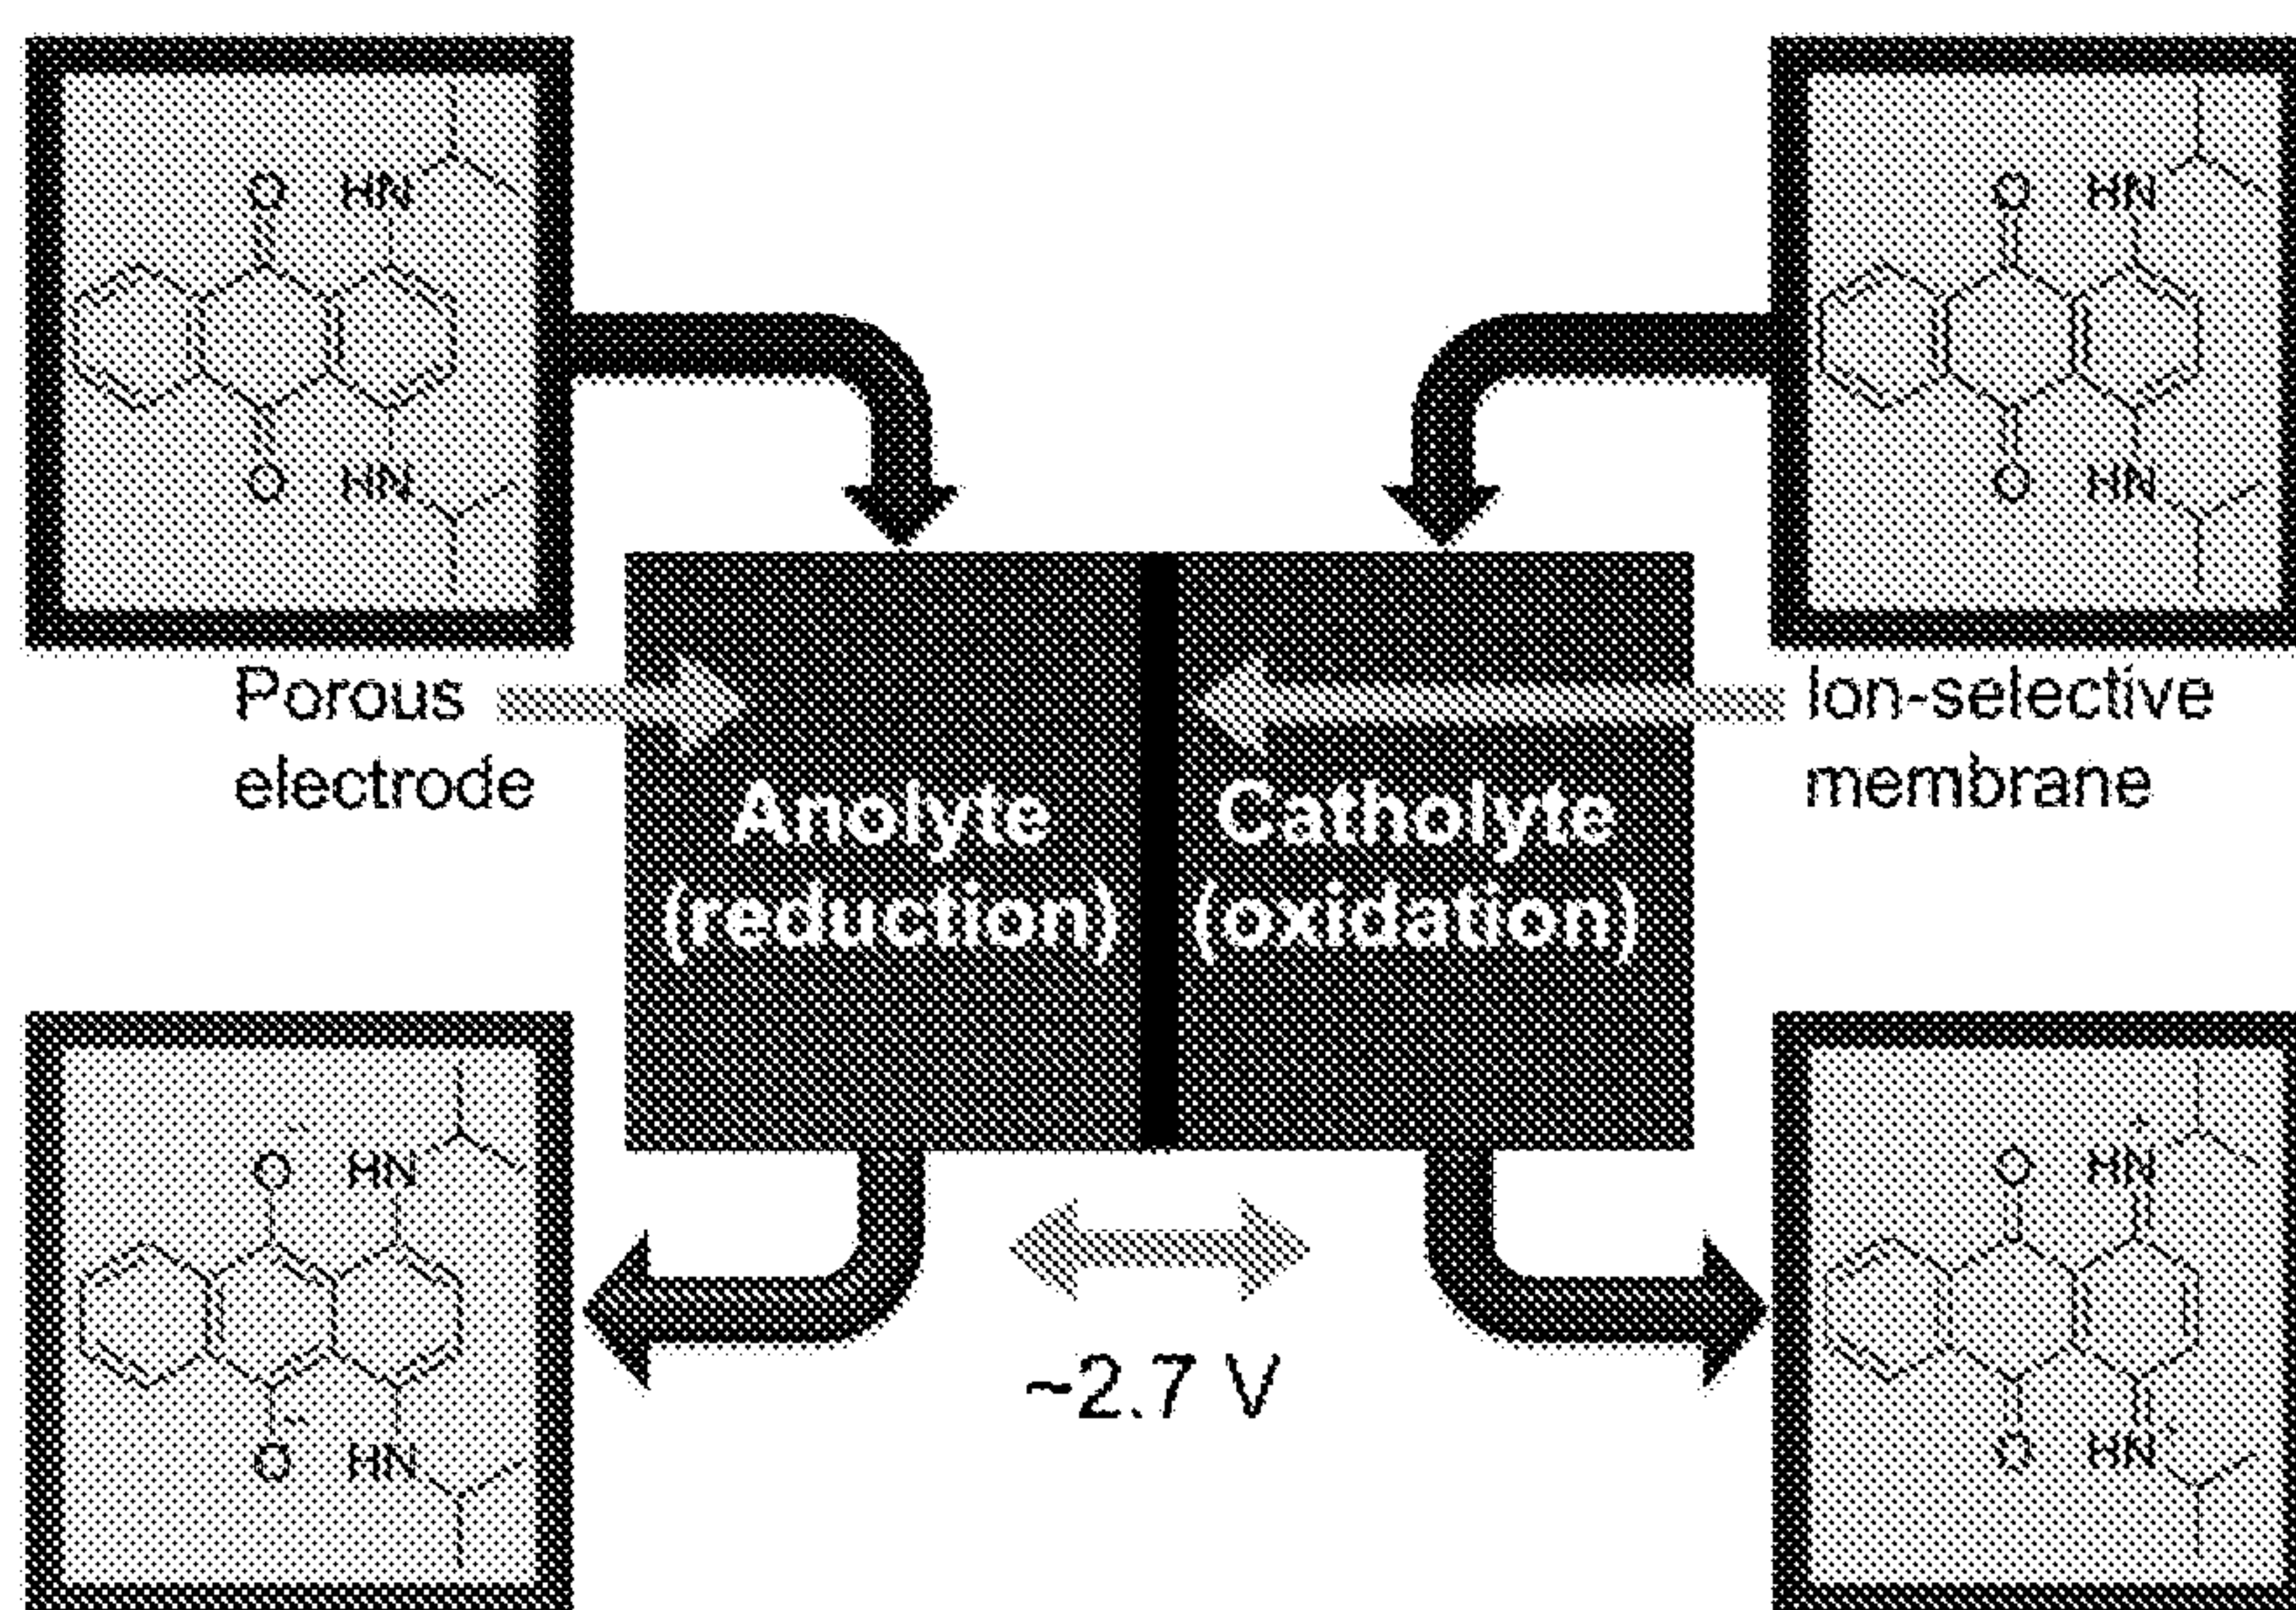 O HN
O HN
O HN
O HN
Porous
electrode
Ion-selective
membrane
Anolyte
(reduction)
Catholyte
(oxidation)
O⁻ HN
O⁻ HN
~2.7 V
O HN⁺
O HN⁺